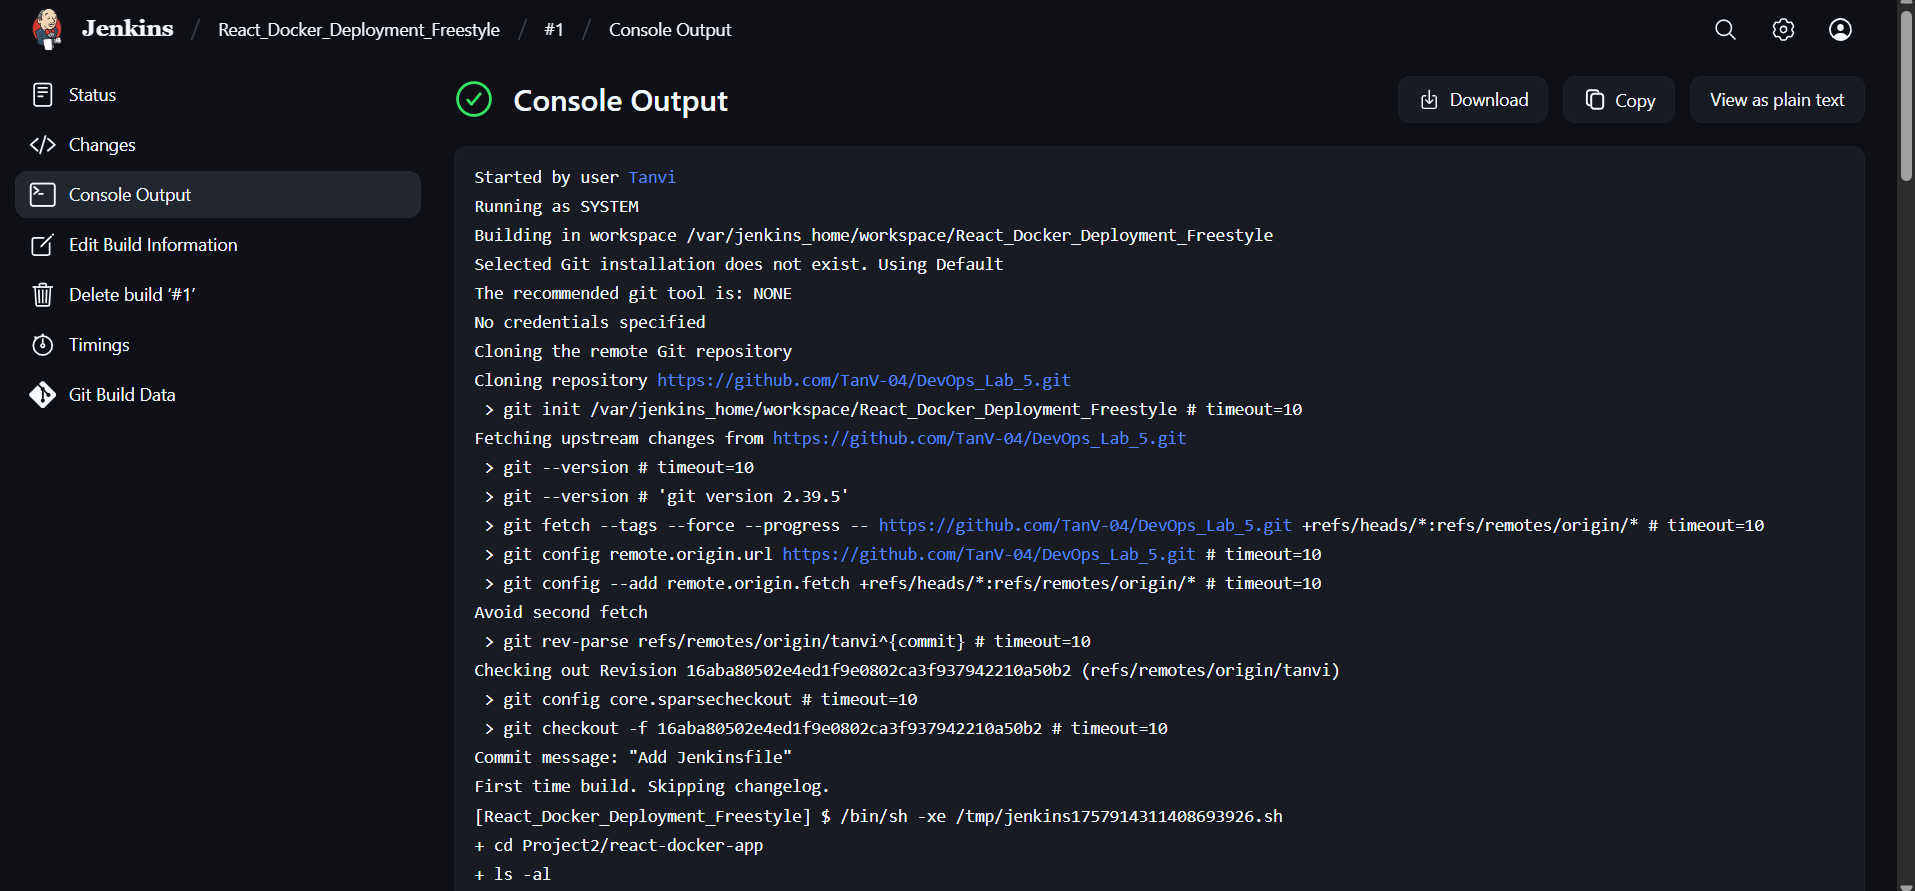 Jenkins / React_Docker_Deployment_Freestyle / #1 / Console Output
Status
Changes
Console Output
Edit Build Information
Delete build ‘#1’
Timings
Git Build Data
Console Output
Download
Copy
View as plain text
Started by user Tanvi
Running as SYSTEM
Building in workspace /var/jenkins_home/workspace/React_Docker_Deployment_Freestyle
Selected Git installation does not exist. Using Default
The recommended git tool is: NONE
No credentials specified
Cloning the remote Git repository
Cloning repository https://github.com/TanV-04/DevOps_Lab_5.git
> git init /var/jenkins_home/workspace/React_Docker_Deployment_Freestyle # timeout=10
Fetching upstream changes from https://github.com/TanV-04/DevOps_Lab_5.git
> git --version # timeout=10
> git --version # 'git version 2.39.5'
> git fetch --tags --force --progress -- https://github.com/TanV-04/DevOps_Lab_5.git +refs/heads/*:refs/remotes/origin/* # timeout=10
> git config remote.origin.url https://github.com/TanV-04/DevOps_Lab_5.git # timeout=10
> git config --add remote.origin.fetch +refs/heads/*:refs/remotes/origin/* # timeout=10
Avoid second fetch
> git rev-parse refs/remotes/origin/tanvi^{commit} # timeout=10
Checking out Revision 16aba80502e4ed1f9e0802ca3f937942210a50b2 (refs/remotes/origin/tanvi)
> git config core.sparsecheckout # timeout=10
> git checkout -f 16aba80502e4ed1f9e0802ca3f937942210a50b2 # timeout=10
Commit message: "Add Jenkinsfile"
First time build. Skipping changelog.
[React_Docker_Deployment_Freestyle] $ /bin/sh -xe /tmp/jenkins1757914311408693926.sh
+ cd Project2/react-docker-app
+ ls -al